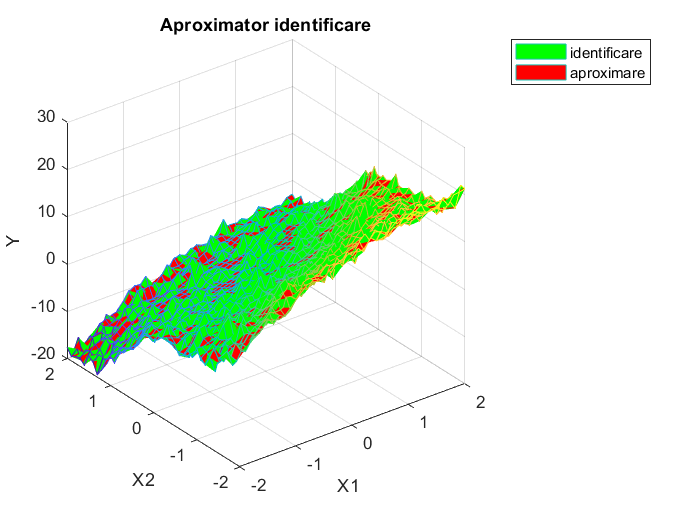 Aproximator identificare
identificare
aproximare
30
20
10
0
-10
-20
Y
2
1
0
-1
-2
X2
-2
-1
0
1
2
X1